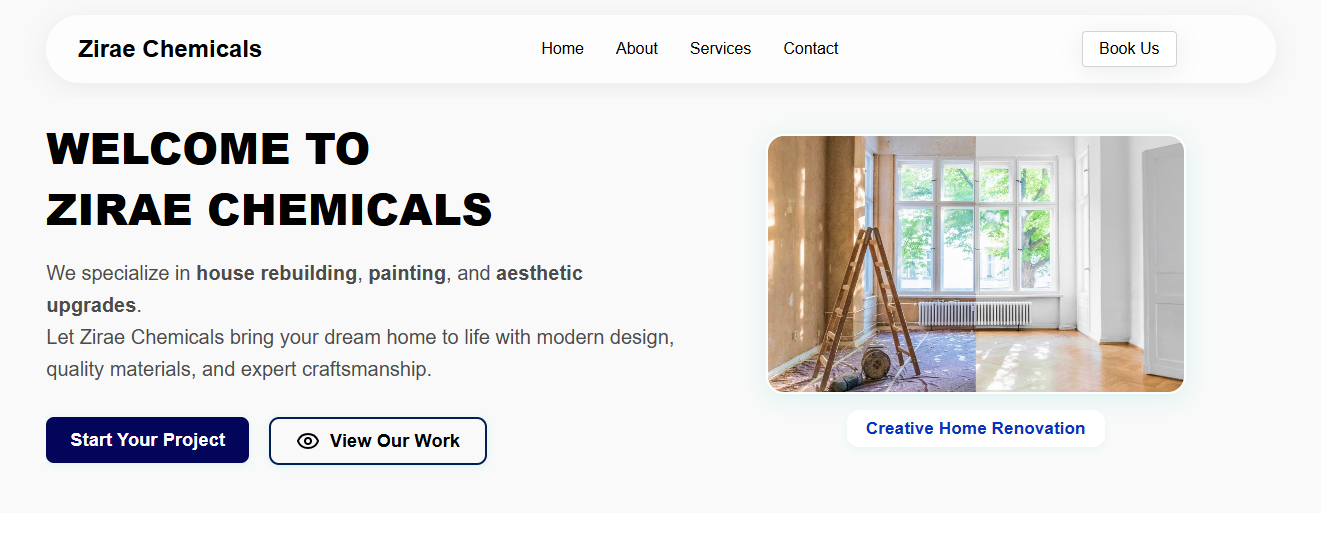 Zirae Chemicals
Home About Services Contact
Book Us
WELCOME TO
ZIRAE CHEMICALS
We specialize in house rebuilding, painting, and aesthetic
upgrades.
Let Zirae Chemicals bring your dream home to life with modern design,
quality materials, and expert craftsmanship.
Start Your Project
View Our Work
Creative Home Renovation